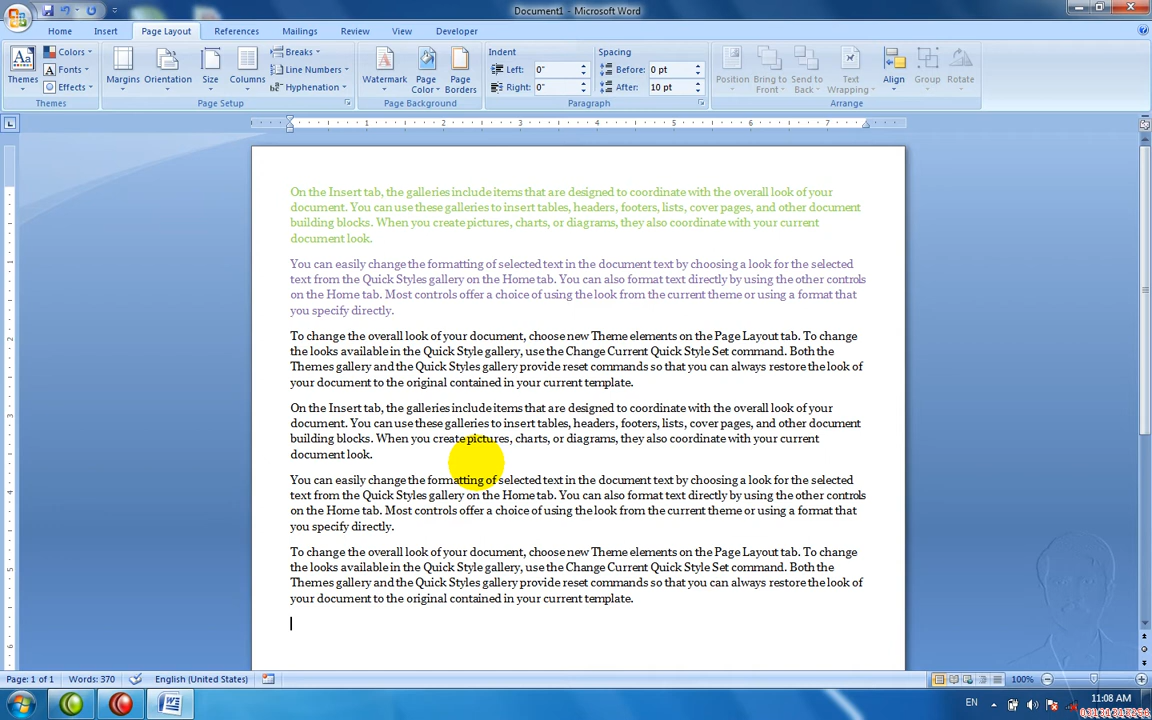 Document1 - Microsoft Word
Home Insert Page Layout References Mailings Review View Developer
Themes
Colors
Fonts
Effects
Themes
Margins
Orientation
Size
Columns
Breaks
Line Numbers
Hyphenation
Page Setup
Watermark
Page Color
Page Borders
Page Background
Indent
Left: 0"
Right: 0"
Spacing
Before: 0 pt
After: 10 pt
Paragraph
Position
Bring to Front
Send to Back
Text Wrapping
Align
Group
Rotate
Arrange
1 2 3 4 5 6 7
On the Insert tab, the galleries include items that are designed to coordinate with the overall look of your
document. You can use these galleries to insert tables, headers, footers, lists, cover pages, and other document
building blocks. When you create pictures, charts, or diagrams, they also coordinate with your current
document look.
You can easily change the formatting of selected text in the document text by choosing a look for the selected
text from the Quick Styles gallery on the Home tab. You can also format text directly by using the other controls
on the Home tab. Most controls offer a choice of using the look from the current theme or using a format that
you specify directly.
To change the overall look of your document, choose new Theme elements on the Page Layout tab. To change
the looks available in the Quick Style gallery, use the Change Current Quick Style Set command. Both the
Themes gallery and the Quick Styles gallery provide reset commands so that you can always restore the look of
your document to the original contained in your current template.
On the Insert tab, the galleries include items that are designed to coordinate with the overall look of your
document. You can use these galleries to insert tables, headers, footers, lists, cover pages, and other document
building blocks. When you create pictures, charts, or diagrams, they also coordinate with your current
document look.
You can easily change the formatting of selected text in the document text by choosing a look for the selected
text from the Quick Styles gallery on the Home tab. You can also format text directly by using the other controls
on the Home tab. Most controls offer a choice of using the look from the current theme or using a format that
you specify directly.
To change the overall look of your document, choose new Theme elements on the Page Layout tab. To change
the looks available in the Quick Style gallery, use the Change Current Quick Style Set command. Both the
Themes gallery and the Quick Styles gallery provide reset commands so that you can always restore the look of
your document to the original contained in your current template.
Page: 1 of 1 Words: 370 English (United States) 100%
EN 11:08 AM